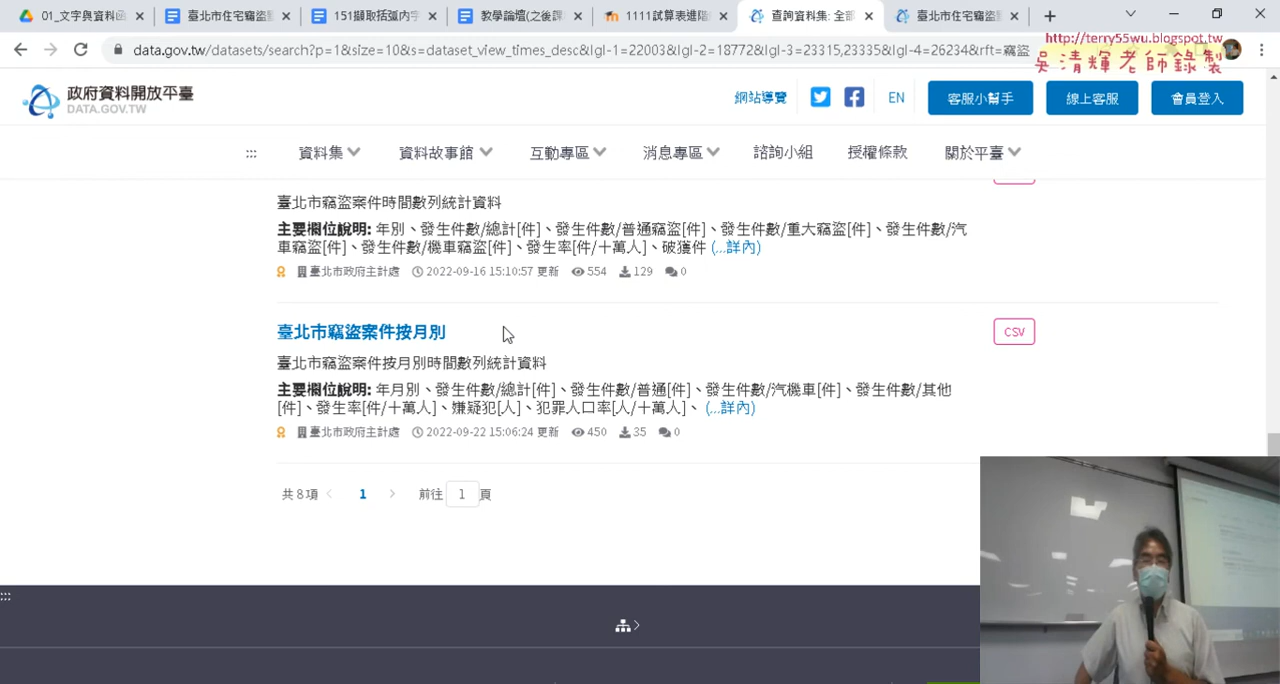 01_文字與資料函
臺北市住宅竊盜
151擷取括弧內字
教學論壇(之後課
1111試算表進階
查詢資料集: 全部
臺北市住宅竊盜
data.gov.tw/datasets/search?p=1&size=10&s=dataset_view_times_desc&lgl-1=22003&lgl-2=18772&lgl-3=23315,23335&lgl-4=26234&rft=竊盜
http://terry55wu.blogspot.tw
吳清輝老師錄製
政府資料開放平臺
DATA.GOV.TW
網站導覽 EN 客服小幫手 線上客服 會員登入
::: 資料集 資料故事館 互動專區 消息專區 諮詢小組 授權條款 關於平臺
臺北市竊盜案件時間數列統計資料
主要欄位說明: 年別、發生件數/總計[件]、發生件數/普通竊盜[件]、發生件數/重大竊盜[件]、發生件數/汽
車竊盜[件]、發生件數/機車竊盜[件]、發生率[件/十萬人]、破獲件 (...詳內)
臺北市政府主計處 2022-09-16 15:10:57 更新 554 129 0
臺北市竊盜案件按月別 CSV
臺北市竊盜案件按月別時間數列統計資料
主要欄位說明: 年月別、發生件數/總計[件]、發生件數/普通[件]、發生件數/汽機車[件]、發生件數/其他
[件]、發生率[件/十萬人]、嫌疑犯[人]、犯罪人口率[人/十萬人]、 (...詳內)
臺北市政府主計處 2022-09-22 15:06:24 更新 450 35 0
共 8 項 1 前往 1 頁
:::